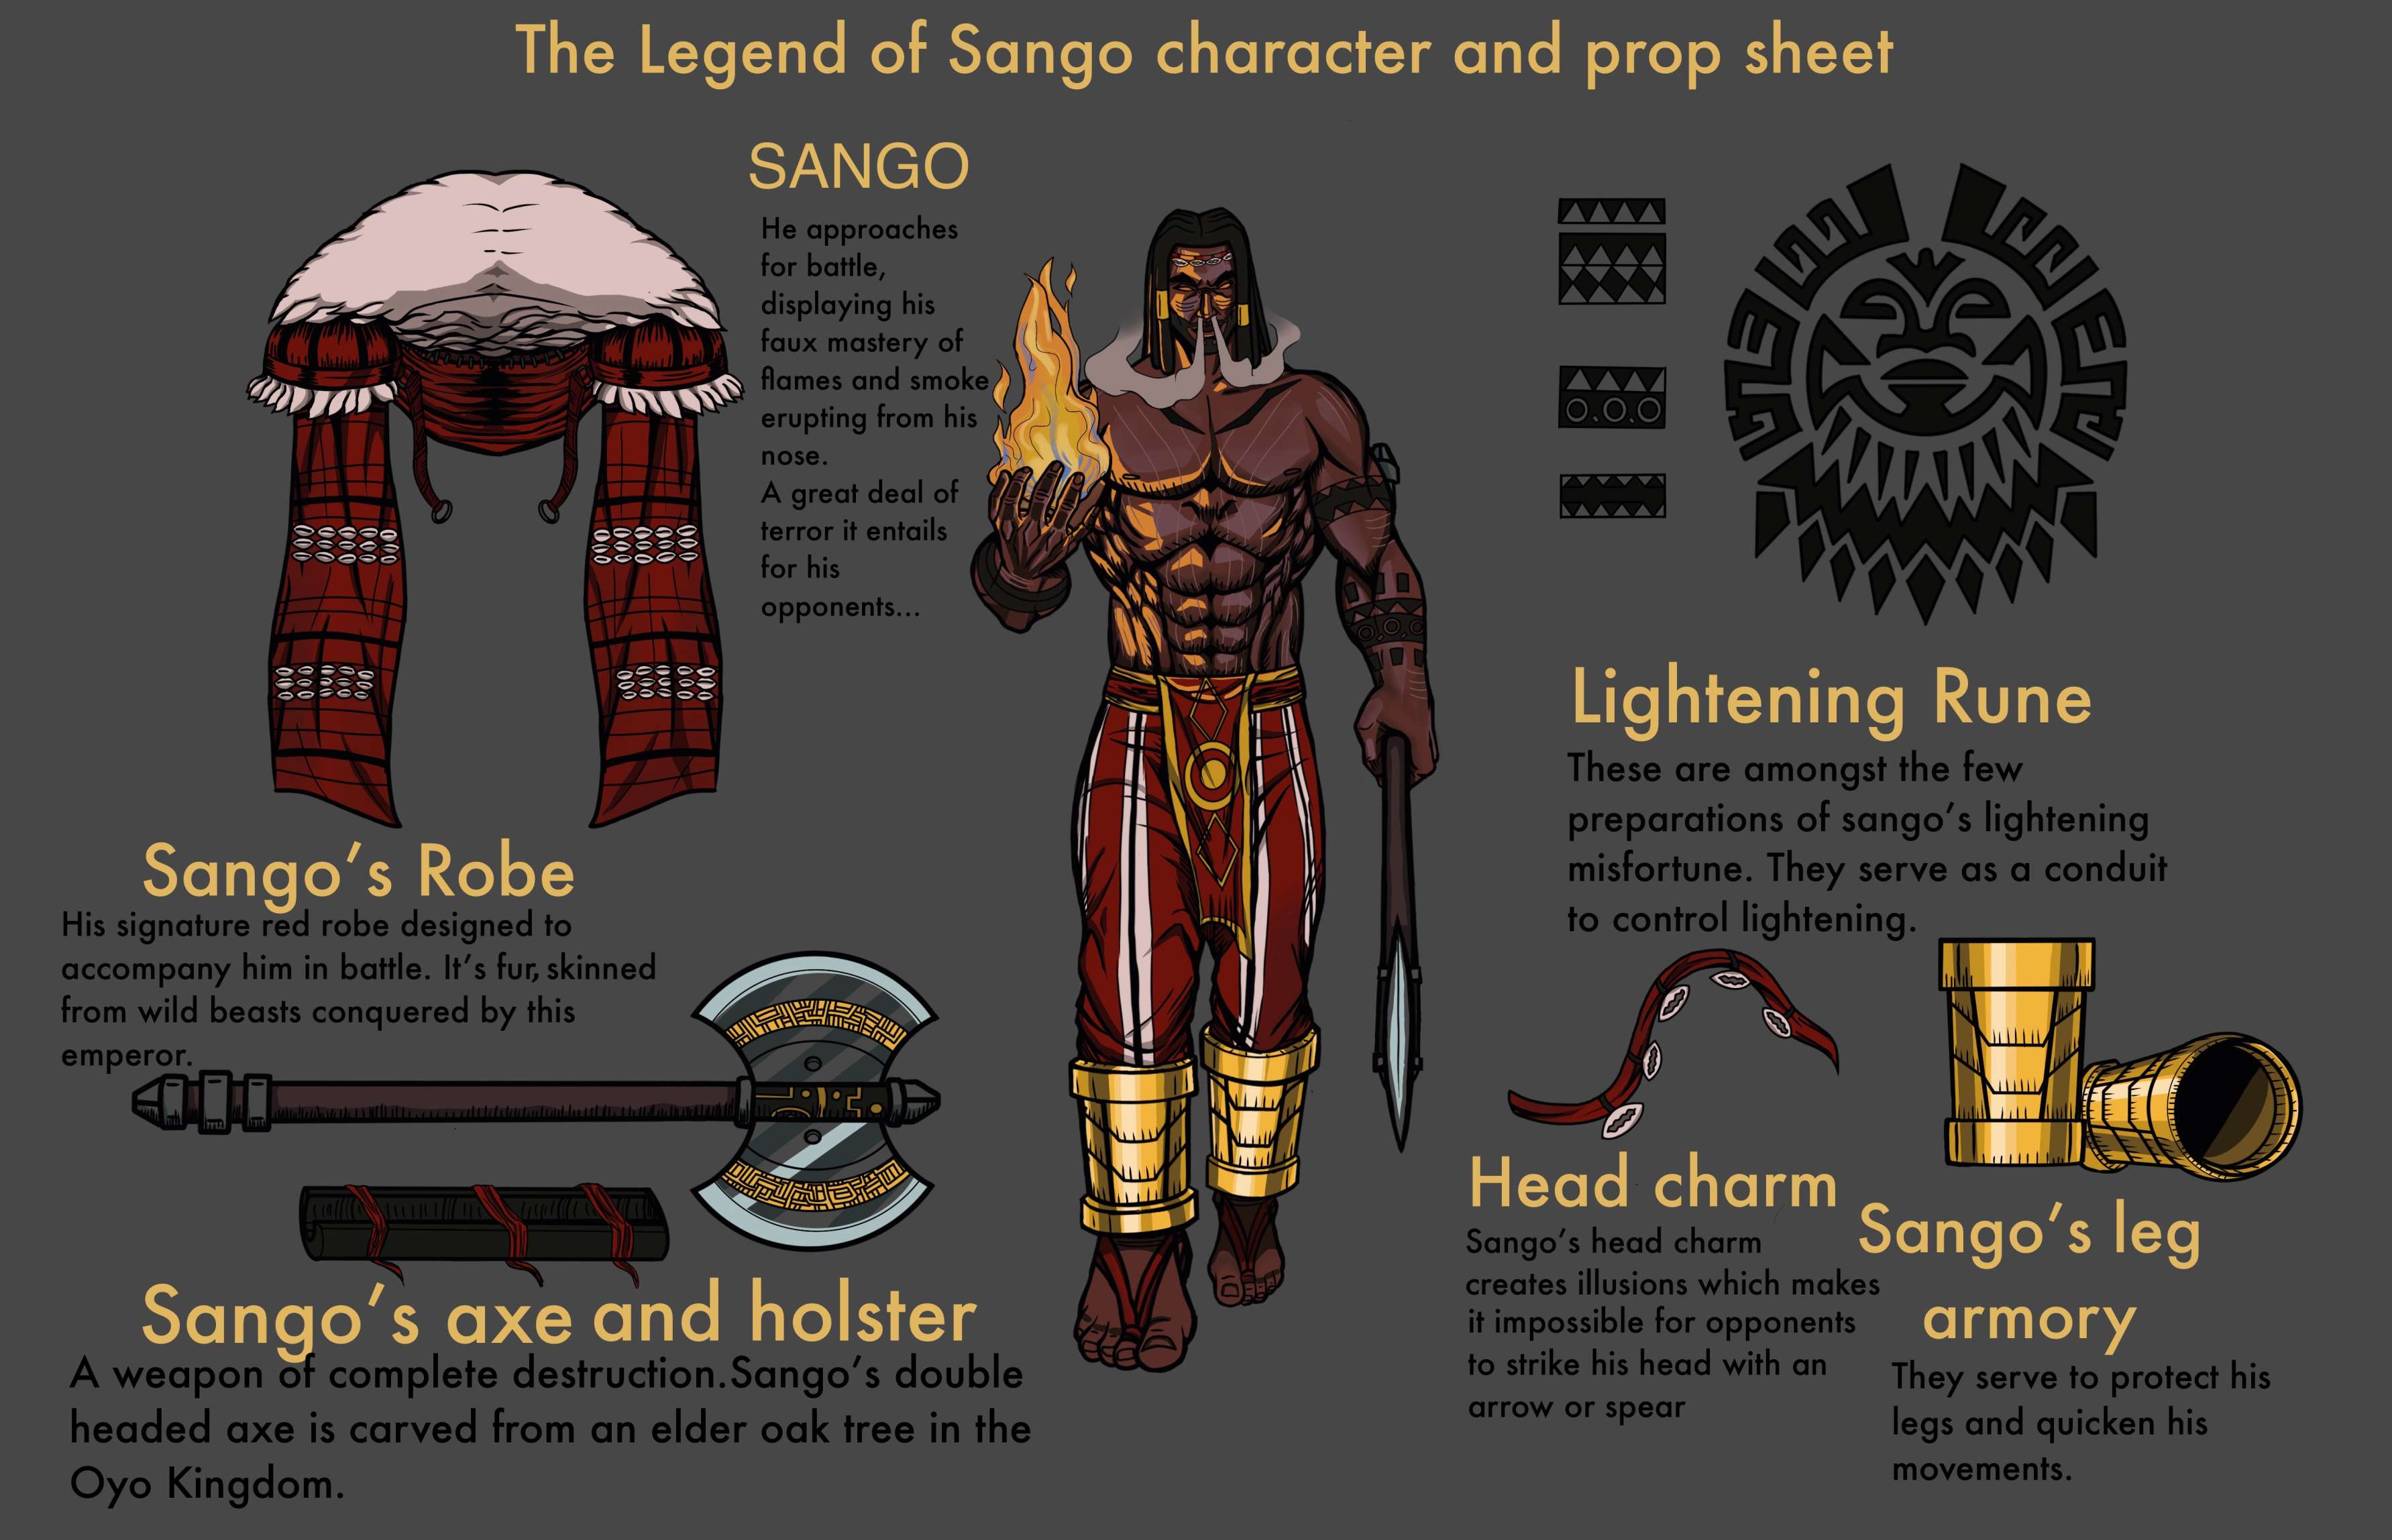 The Legend of Sango character and prop sheet
SANGO
He approaches
for battle,
displaying his
faux mastery of
flames and smoke
erupting from his
nose.
A great deal of
terror it entails
for his
opponents...
Sango's Robe
His signature red robe designed to
accompany him in battle. It's fur, skinned
from wild beasts conquered by this
emperor.
Sango's axe and holster
A weapon of complete destruction.Sango's double
headed axe is carved from an elder oak tree in the
Oyo Kingdom.
Lightening Rune
These are amongst the few
preparations of sango's lightening
misfortune. They serve as a conduit
to control lightening.
Head charm
Sango's head charm
creates illusions which makes
it impossible for opponents
to strike his head with an
arrow or spear
Sango's leg
armory
They serve to protect his
legs and quicken his
movements.